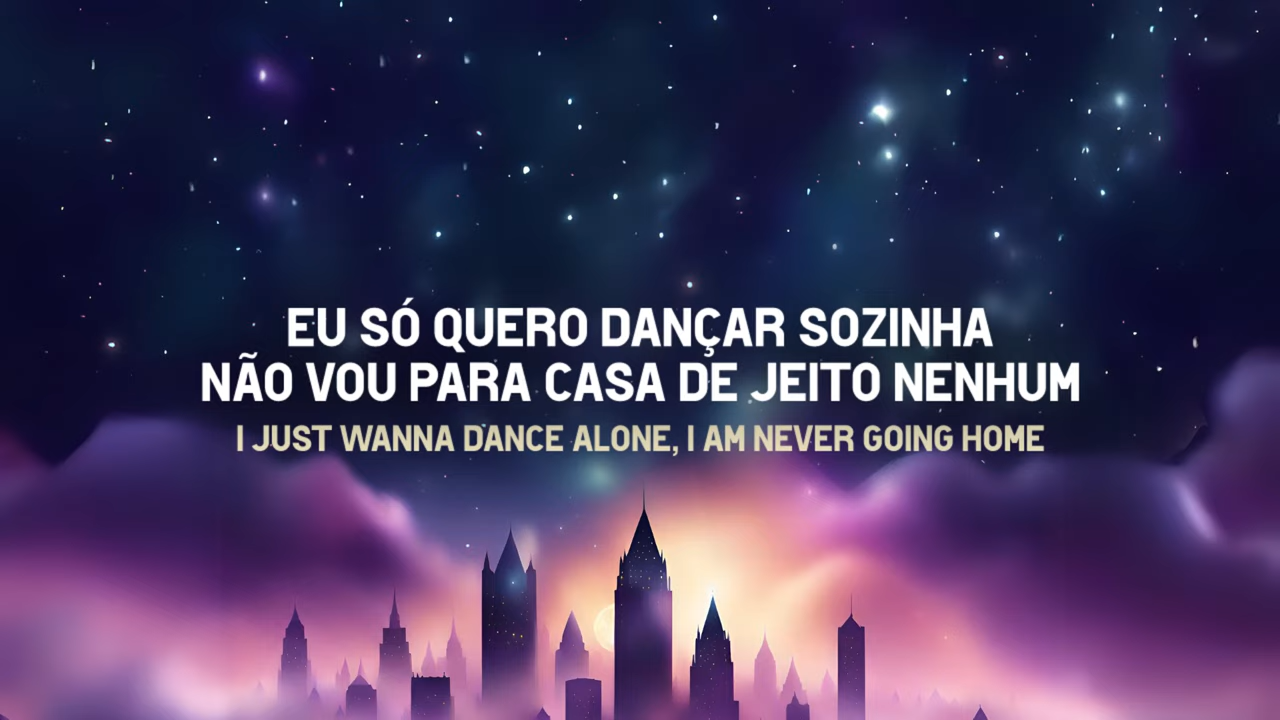 EU SÓ QUERO DANÇAR SOZINHA
NÃO VOU PARA CASA DE JEITO NENHUM
I JUST WANNA DANCE ALONE, I AM NEVER GOING HOME